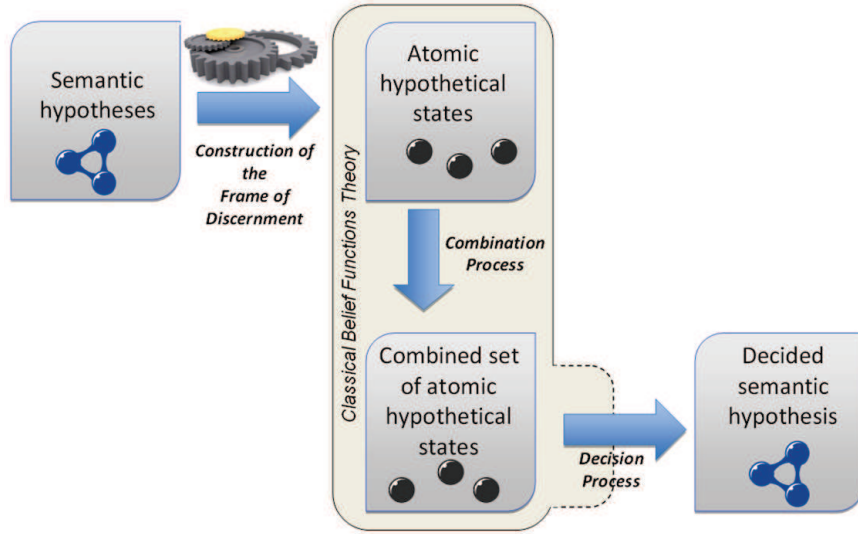 Semantic
hypotheses
Construction of
the
Frame of
Discernment
Classical Belief Functions Theory
Atomic
hypothetical
states
Combination
Process
Combined set
of atomic
hypothetical
states
Decision
Process
Decided
semantic
hypothesis